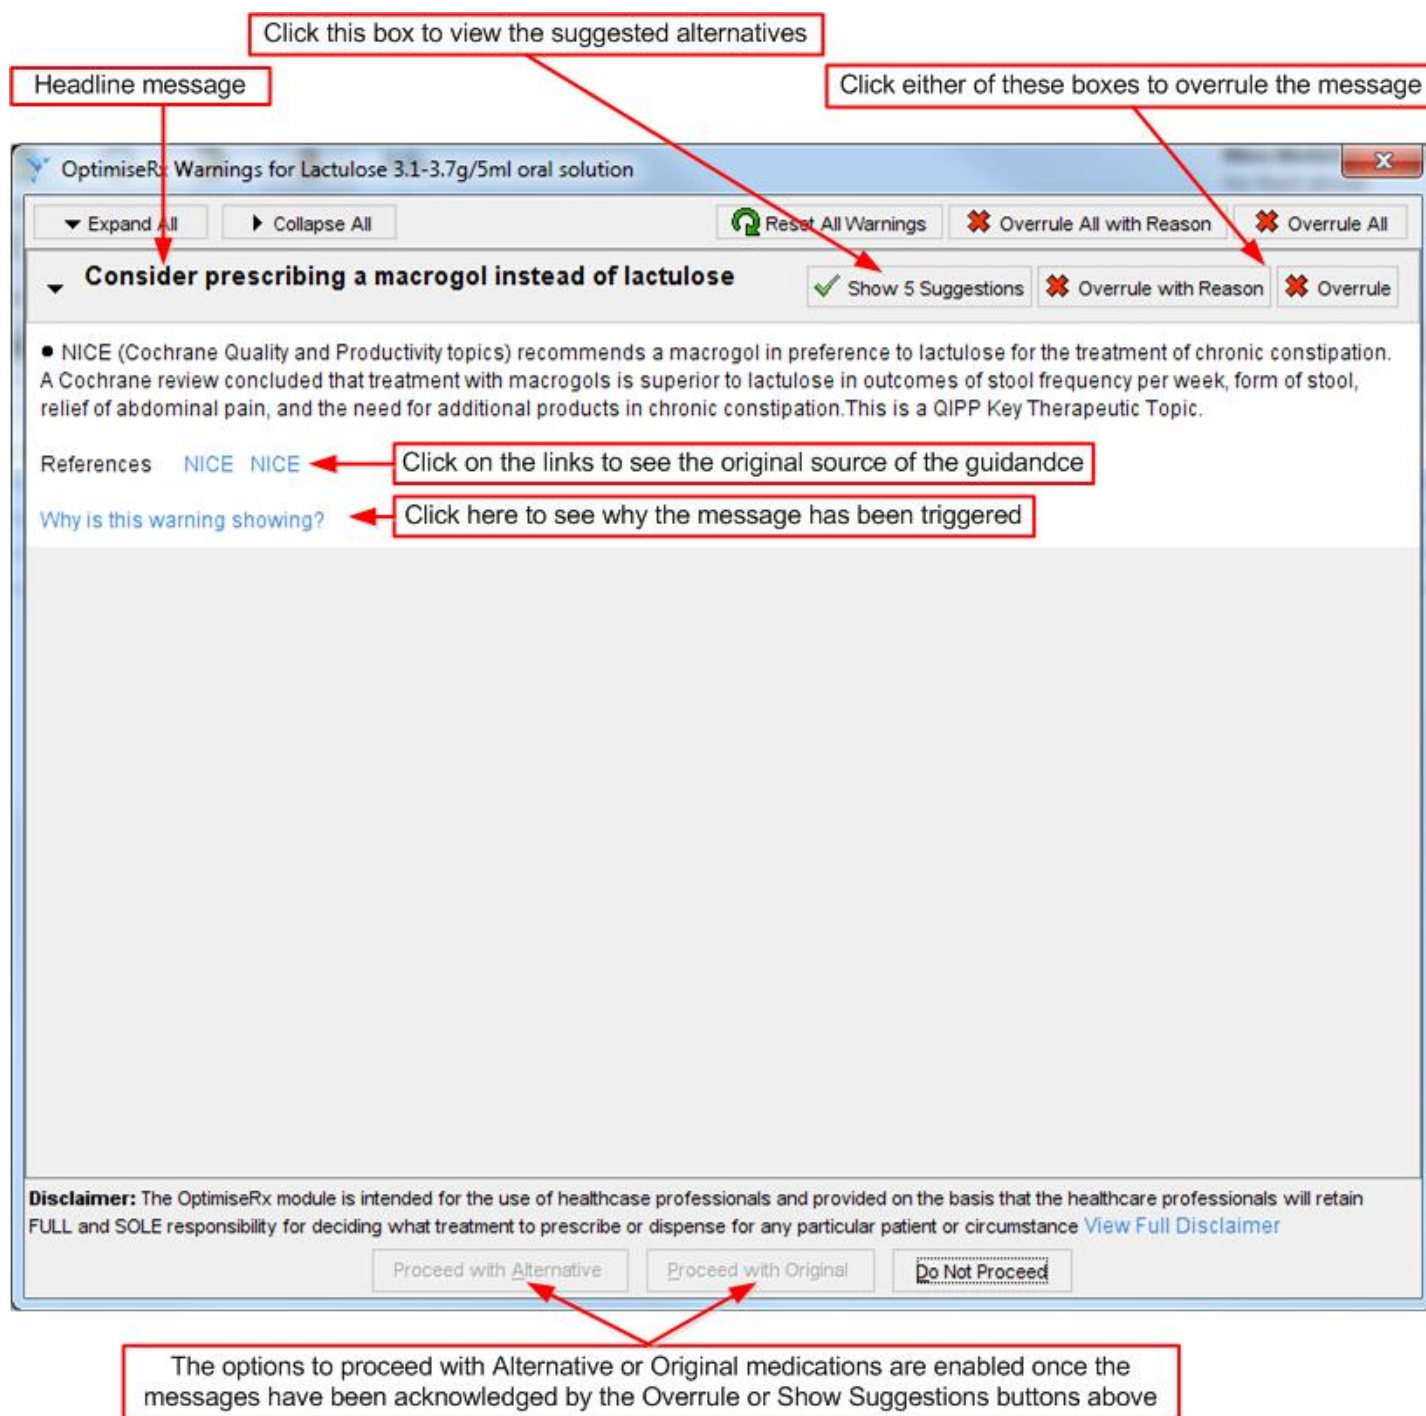 Click this box to view the suggested alternatives
Headline message
Click either of these boxes to overrule the message
OptimiseRx Warnings for Lactulose 3.1-3.7g/5ml oral solution
Expand All
Collapse All
Reset All Warnings
Overrule All with Reason
Overrule All
Consider prescribing a macrogol instead of lactulose
Show 5 Suggestions
Overrule with Reason
Overrule
• NICE (Cochrane Quality and Productivity topics) recommends a macrogol in preference to lactulose for the treatment of chronic constipation.
A Cochrane review concluded that treatment with macrogols is superior to lactulose in outcomes of stool frequency per week, form of stool,
relief of abdominal pain, and the need for additional products in chronic constipation.This is a QIPP Key Therapeutic Topic.
References NICE NICE
Click on the links to see the original source of the guidandce
Why is this warning showing?
Click here to see why the message has been triggered
Disclaimer: The OptimiseRx module is intended for the use of healthcase professionals and provided on the basis that the healthcare professionals will retain
FULL and SOLE responsibility for deciding what treatment to prescribe or dispense for any particular patient or circumstance View Full Disclaimer
Proceed with Alternative
Proceed with Original
Do Not Proceed
The options to proceed with Alternative or Original medications are enabled once the
messages have been acknowledged by the Overrule or Show Suggestions buttons above